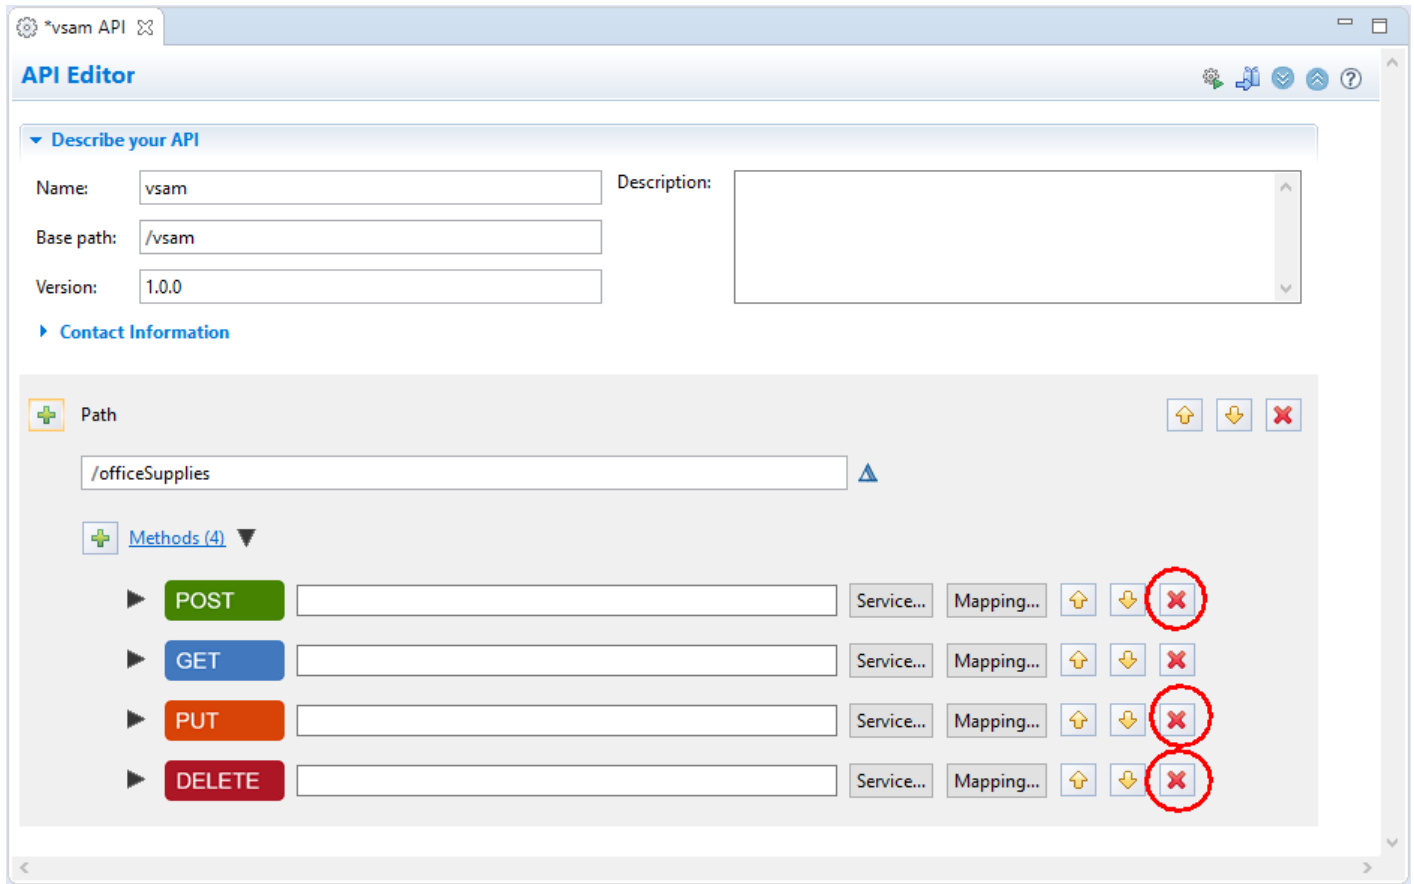 *vsam API
API Editor
Describe your API
Name: vsam Description:
Base path: /vsam
Version: 1.0.0
Contact Information
Path
/officeSupplies
Methods (4)
POST Service... Mapping...
GET Service... Mapping...
PUT Service... Mapping...
DELETE Service... Mapping...